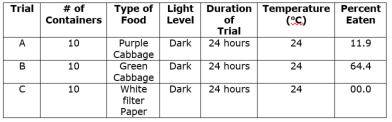 Trial # of Containers Type of Food Light Level Duration of Trial Temperature (°C) Percent Eaten
A 10 Purple Cabbage Dark 24 hours 24 11.9
B 10 Green Cabbage Dark 24 hours 24 64.4
C 10 White filter Paper Dark 24 hours 24 00.0